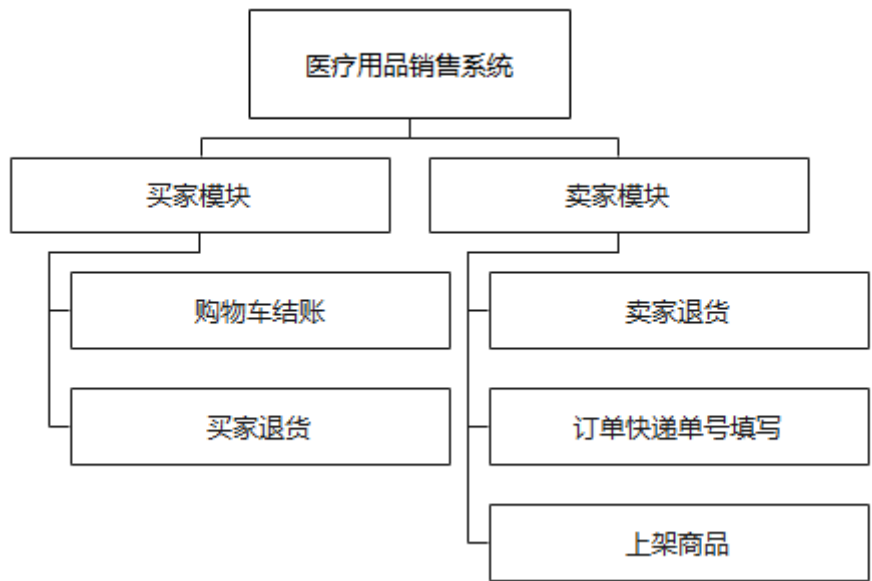 医疗用品销售系统
买家模块
卖家模块
购物车结账
卖家退货
买家退货
订单快递单号填写
上架商品